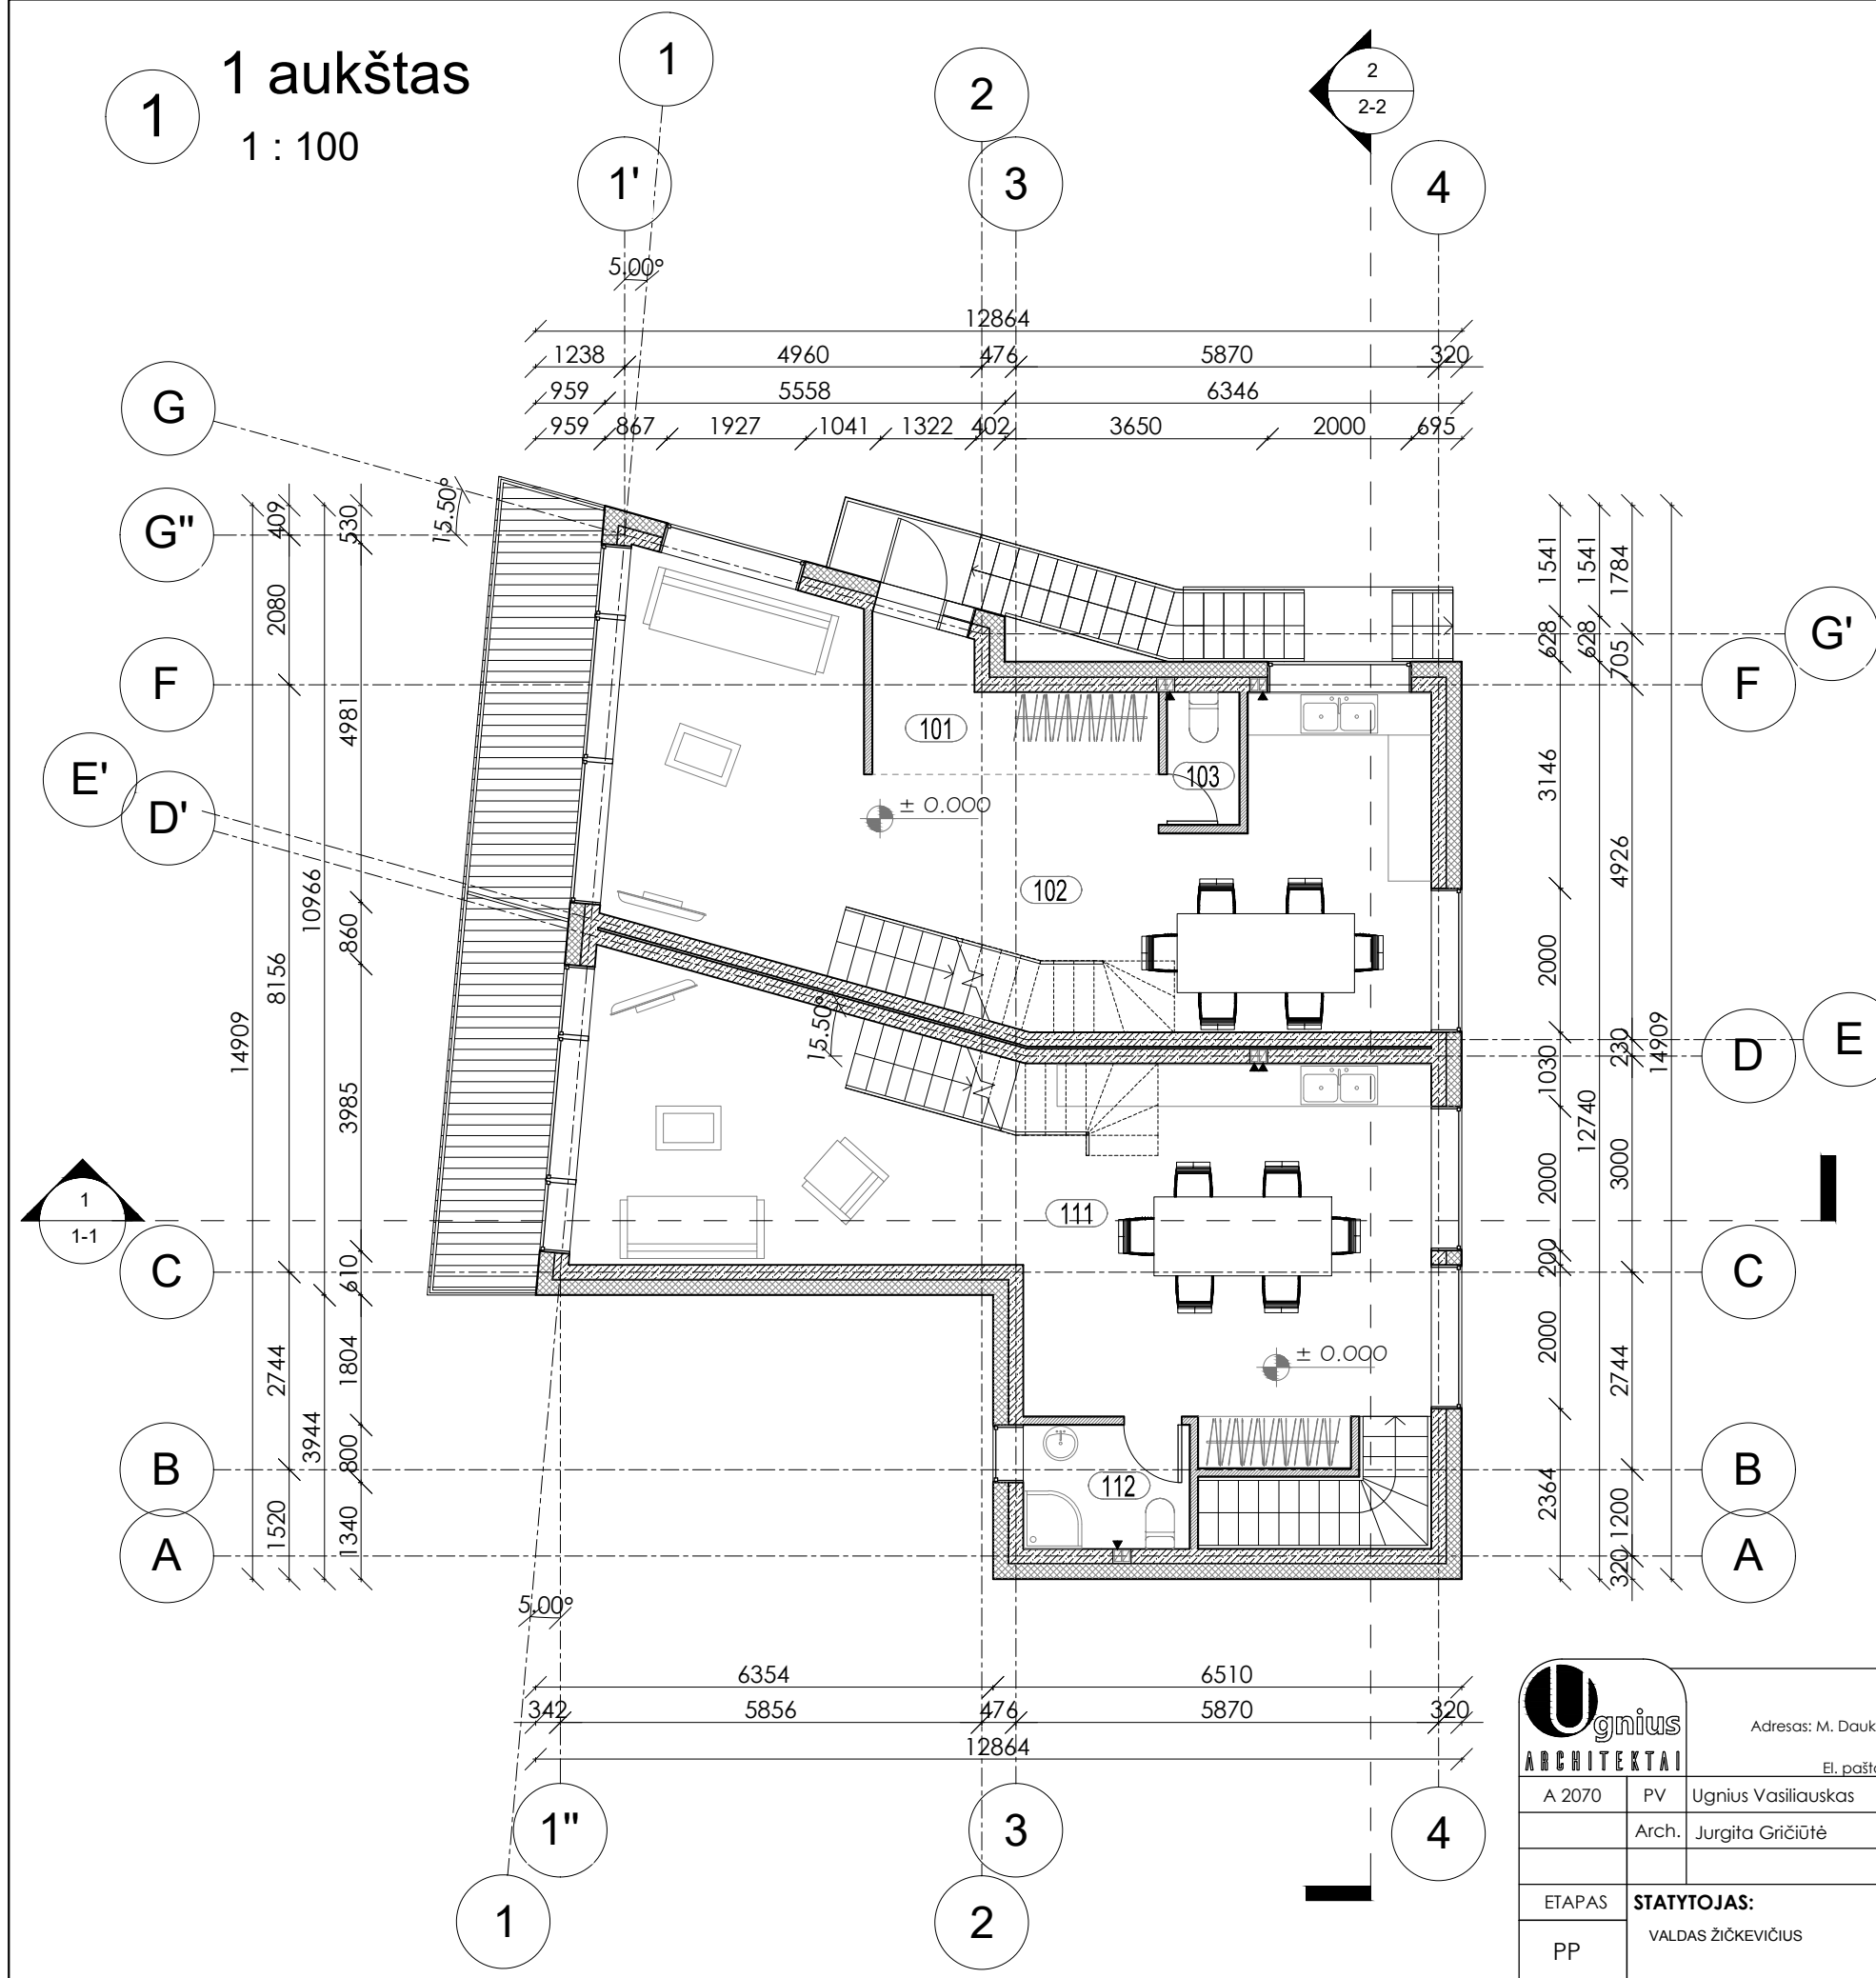 1 1 aukštas
1 : 100
1
2
2
2-2
1'
3
4
5.00°
12864
1238 4960 476 5870 320
959 5558 6346
959 867 1927 1041 1322 402 3650 2000 695
G
G''
F
E'
D'
C
B
A
G'
F
E
D
C
B
A
15.50°
409 2080 8156 2744 1520
530 4981 860 3985 610 1804 800 1340
10966 3944
14909
1541 628 3146 2000 1030 2000 200 2000 2364
1541 628 12740
1784 705 4926 230 3000 2744 1200 320
14909
101
103
± 0.000
102
15.50°
111
± 0.000
112
1
1-1
5.00°
6354 6510
342 5856 476 5870 320
12864
1''
3
4
1
2
Ugnius
ARCHITEKTAI
Adresas: M. Dauk
El. pašt
A 2070 PV Ugnius Vasiliauskas
Arch. Jurgita Gričiūtė
ETAPAS STATYTOJAS:
PP VALDAS ŽIČKEVIČIUS